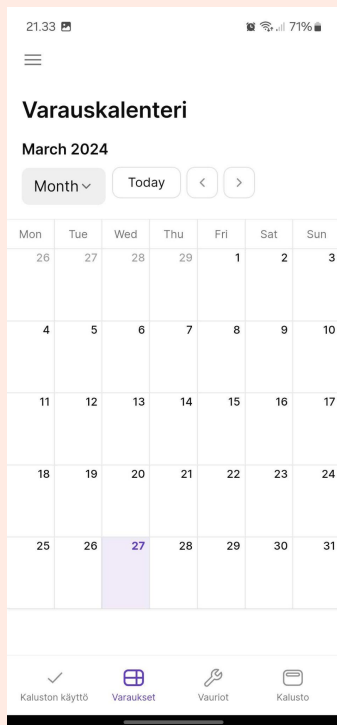 21.33 71%
Varauskalenteri
March 2024
Month Today
Mon Tue Wed Thu Fri Sat Sun
26 27 28 29 1 2 3
4 5 6 7 8 9 10
11 12 13 14 15 16 17
18 19 20 21 22 23 24
25 26 27 28 29 30 31
Kaluston käyttö Varaukset Vauriot Kalusto